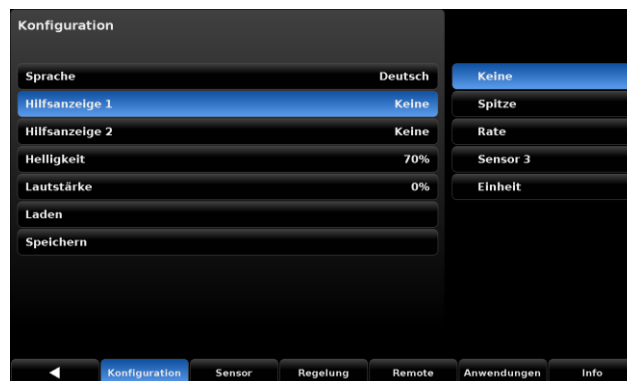 Konfiguration
Sprache Deutsch
Hilfsanzeige 1 Keine
Hilfsanzeige 2 Keine
Helligkeit 70%
Lautstärke 0%
Laden
Speichern
Keine
Spitze
Rate
Sensor 3
Einheit
Konfiguration Sensor Regelung Remote Anwendungen Info